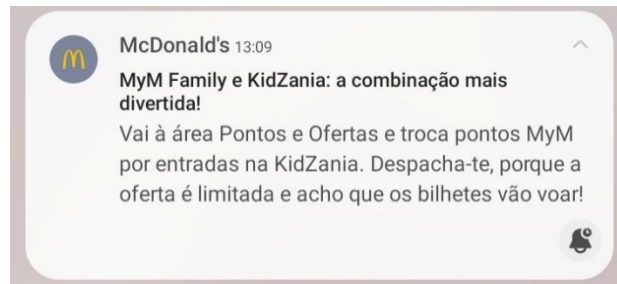 McDonald's 13:09
MyM Family e KidZania: a combinação mais
divertida!
Vai à área Pontos e Ofertas e troca pontos MyM
por entradas na KidZania. Despacha-te, porque a
oferta é limitada e acho que os bilhetes vão voar!